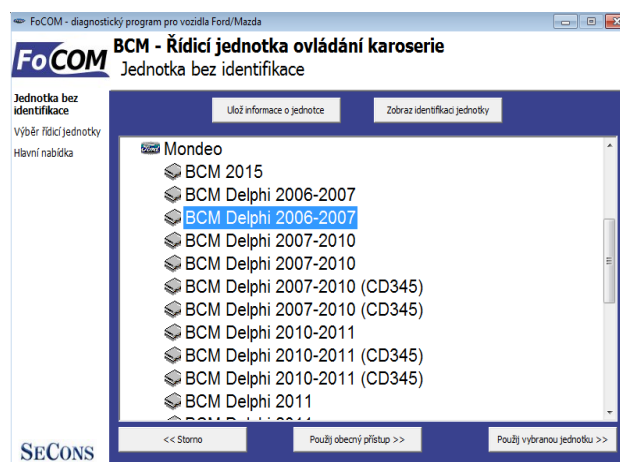 FoCOM - diagnostický program pro vozidla Ford/Mazda
FoCOM
BCM - Řídicí jednotka ovládání karoserie
Jednotka bez identifikace
Jednotka bez
identifikace
Výběr řídicí jednotky
Hlavní nabídka
Ulož informace o jednotce
Zobraz identifikaci jednotky
Ford
Mondeo
BCM 2015
BCM Delphi 2006-2007
BCM Delphi 2006-2007
BCM Delphi 2007-2010
BCM Delphi 2007-2010
BCM Delphi 2007-2010 (CD345)
BCM Delphi 2007-2010 (CD345)
BCM Delphi 2010-2011
BCM Delphi 2010-2011 (CD345)
BCM Delphi 2010-2011 (CD345)
BCM Delphi 2011
BCM Delphi 2011
<< Storno
Použij obecný přístup >>
Použij vybranou jednotku >>
SECONS